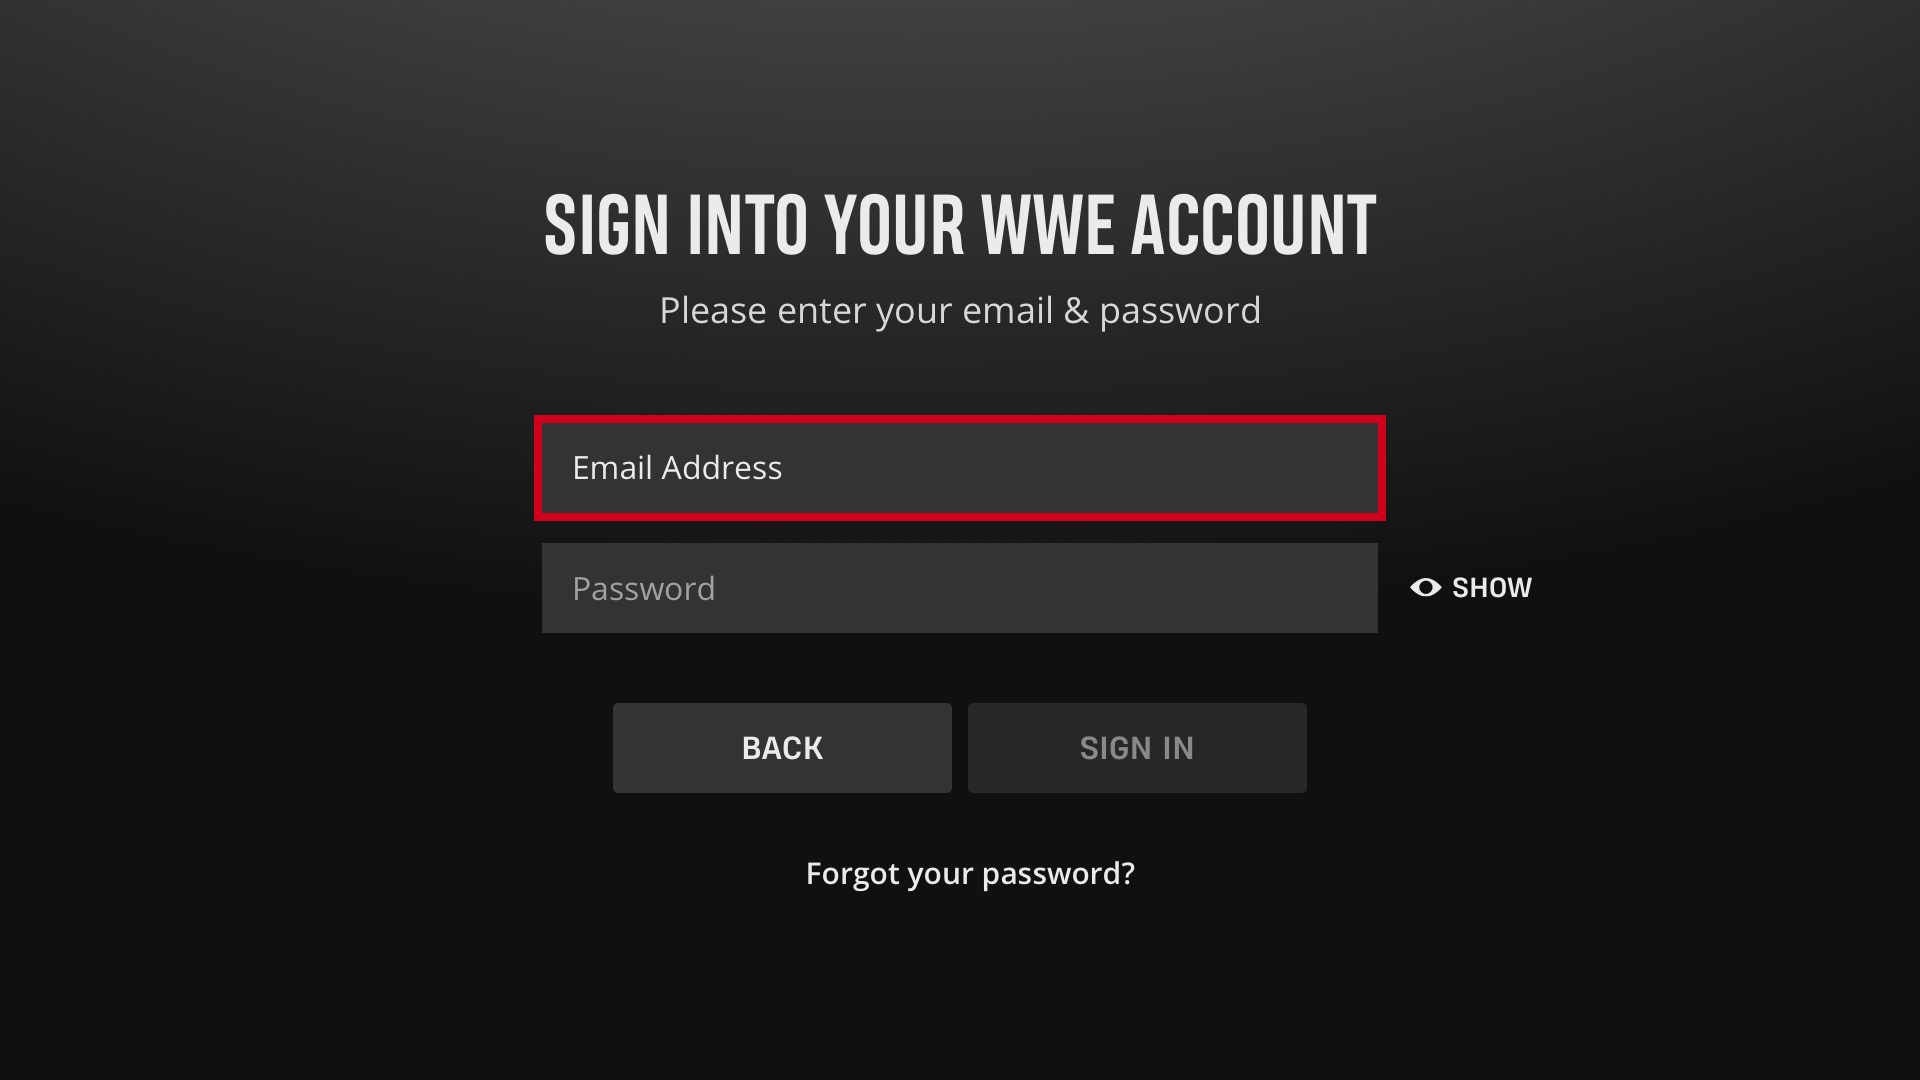 SIGN INTO YOUR WWE ACCOUNT
Please enter your email & password
Email Address
Password
SHOW
BACK
SIGN IN
Forgot your password?